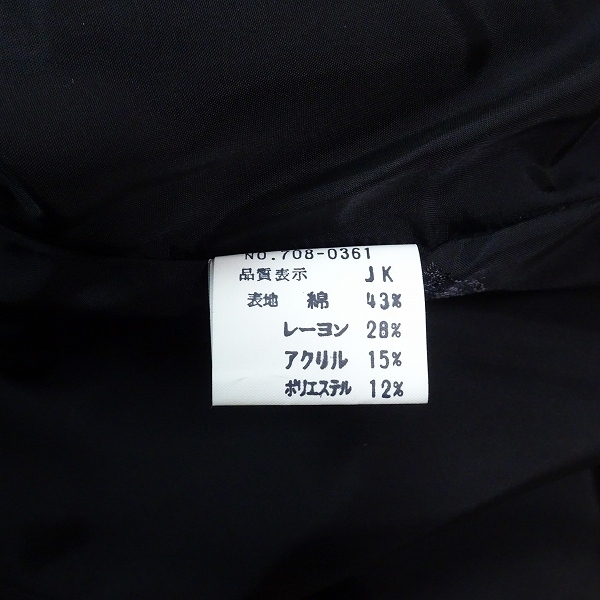 NO.708-0361
品質表示 JK
表地 綿 43%
レーヨン 28%
アクリル 15%
ポリエステル 12%